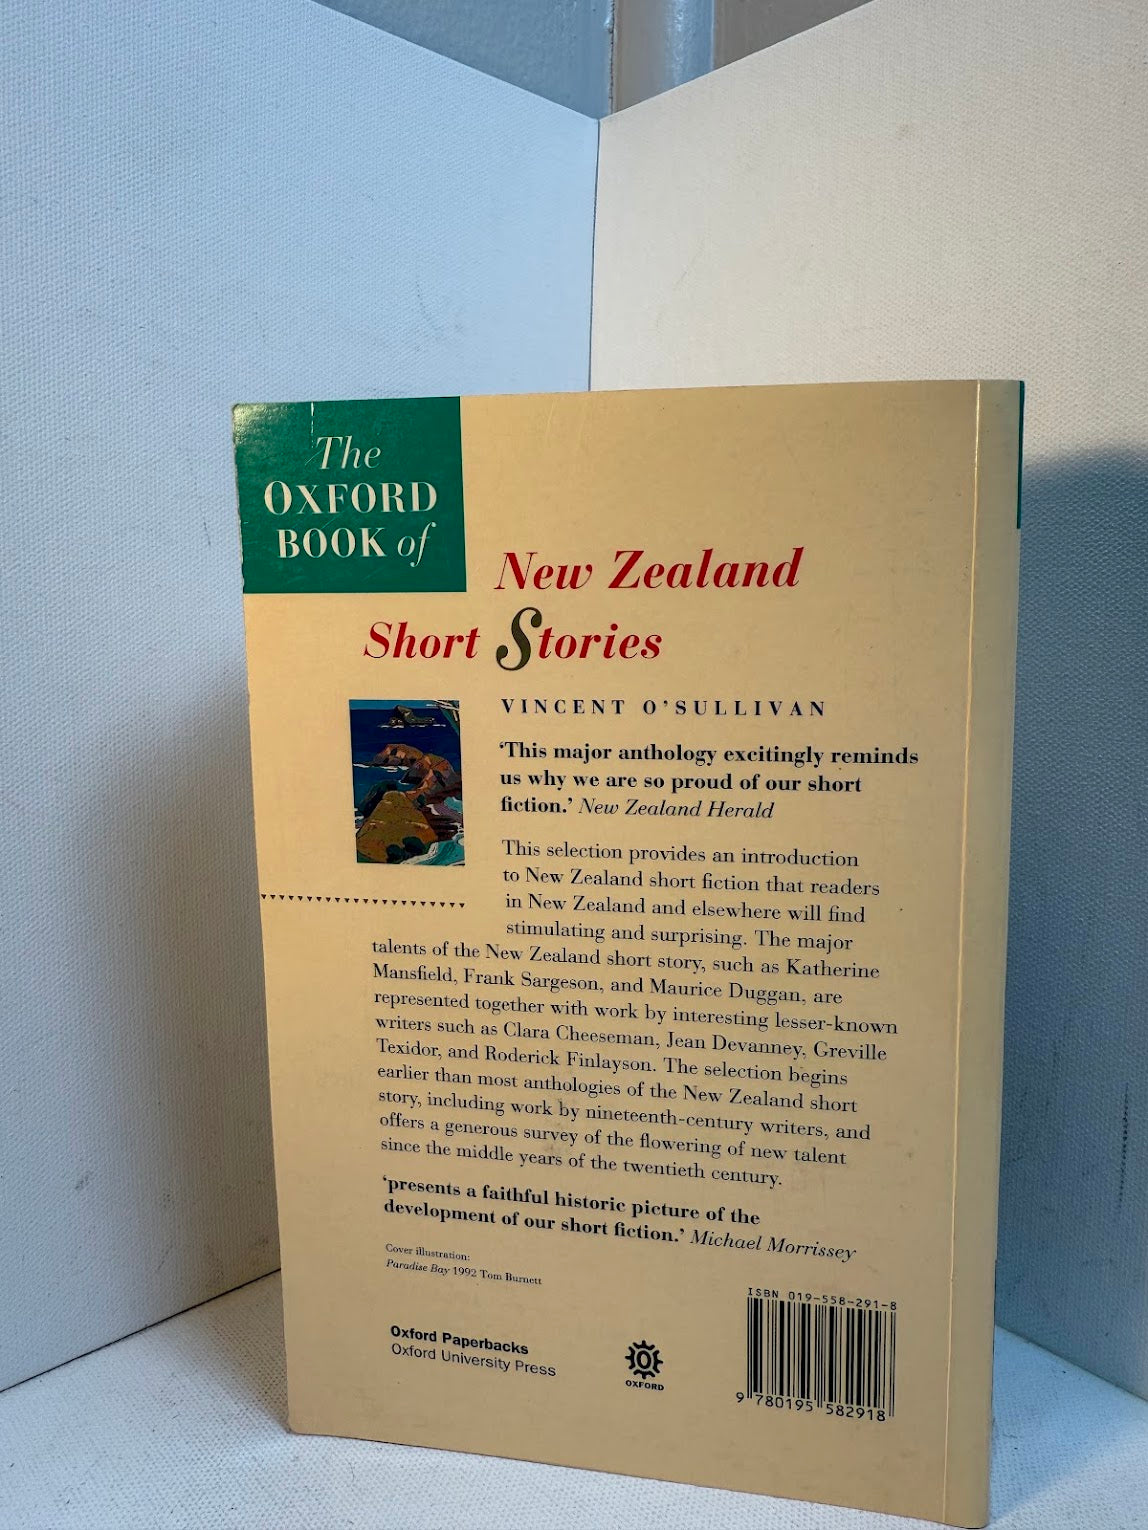 The
OXFORD
BOOK of
New Zealand
Short Stories
VINCENT O'SULLIVAN
'This major anthology excitingly reminds
us why we are so proud of our short
fiction.' New Zealand Herald
This selection provides an introduction
to New Zealand short fiction that readers
in New Zealand and elsewhere will find
stimulating and surprising. The major
talents of the New Zealand short story, such as Katherine
Mansfield, Frank Sargeson, and Maurice Duggan, are
represented together with work by interesting lesser-known
writers such as Clara Cheeseman, Jean Devanney, Greville
Texidor, and Roderick Finlayson. The selection begins
earlier than most anthologies of the New Zealand short
story, including work by nineteenth-century writers, and
offers a generous survey of the flowering of new talent
since the middle years of the twentieth century.
'presents a faithful historic picture of the
development of our short fiction.' Michael Morrissey
Cover illustration:
Paradise Bay 1992 Tom Burnett
Oxford Paperbacks
Oxford University Press
OXFORD
ISBN 019-558-291-8
9 780195 582918